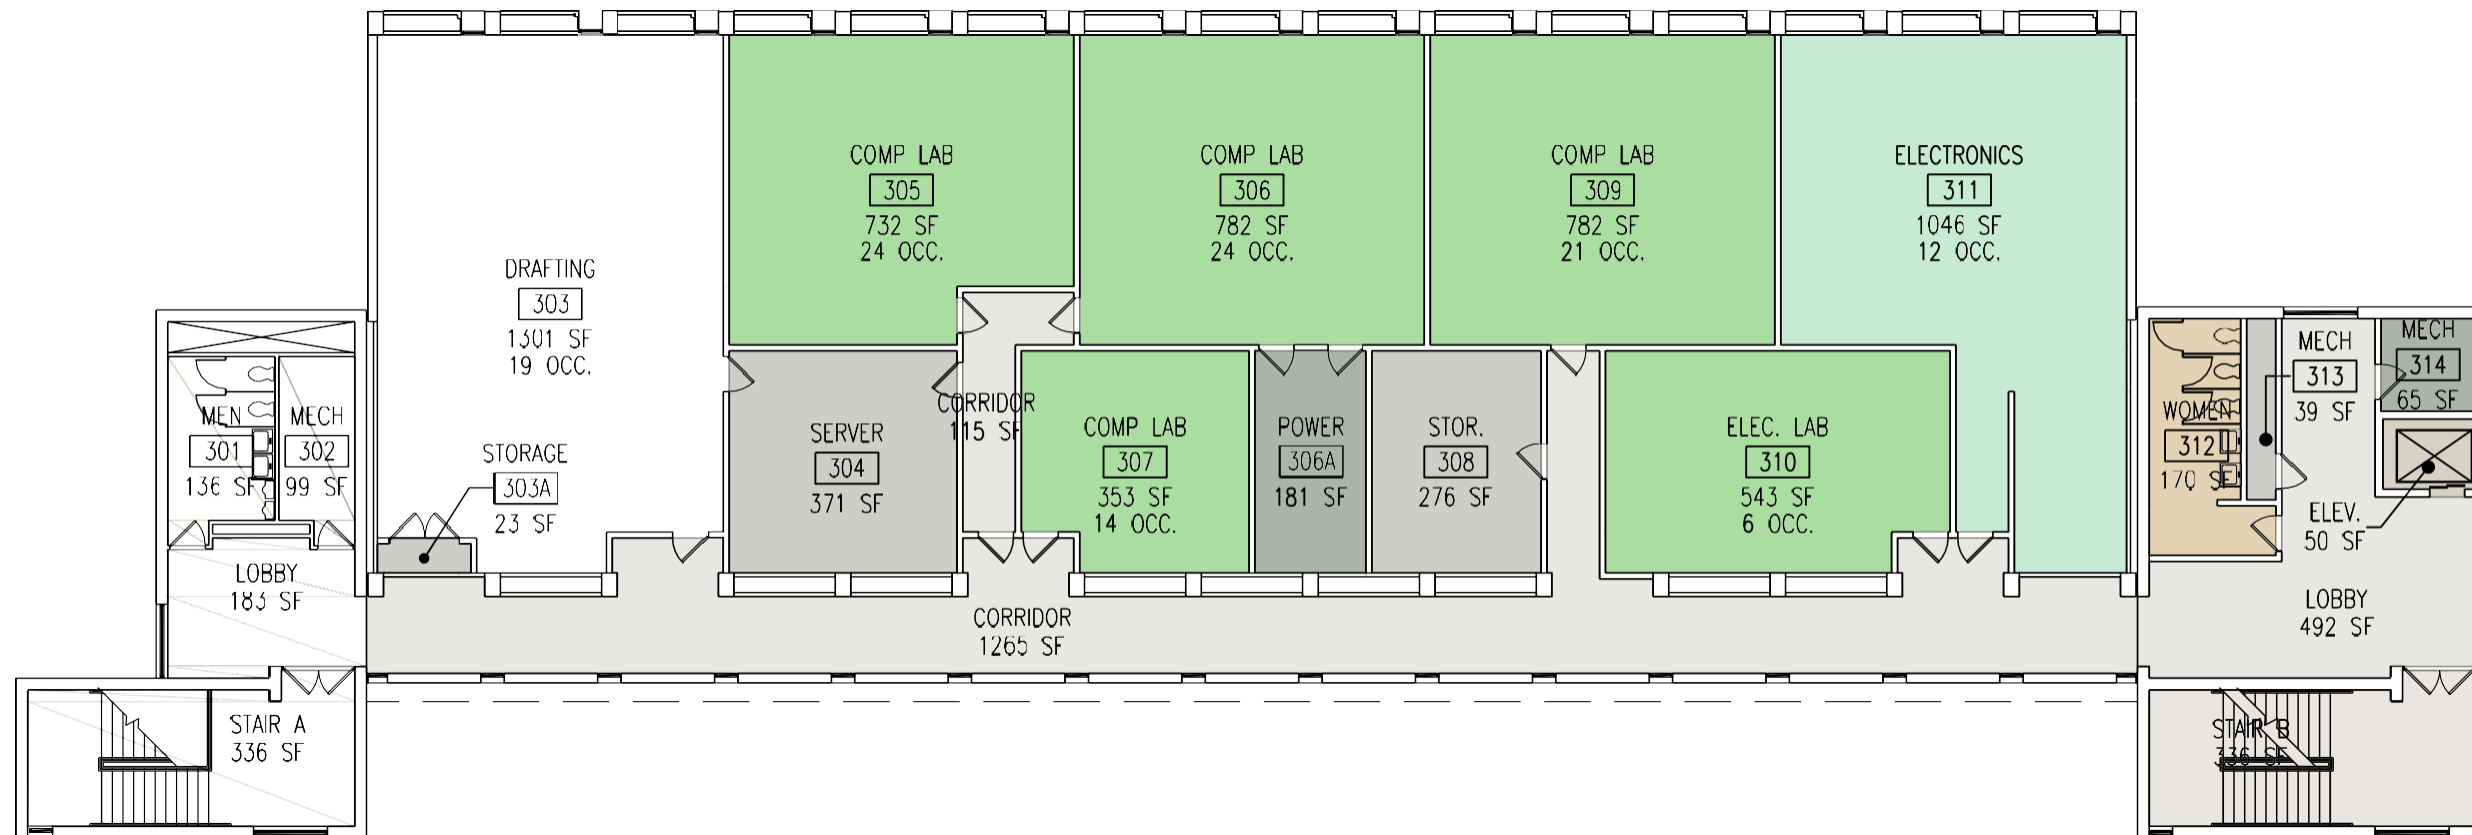 COMP LAB
305
732 SF
24 OCC.
COMP LAB
306
782 SF
24 OCC.
COMP LAB
309
782 SF
21 OCC.
ELECTRONICS
311
1046 SF
12 OCC.
DRAFTING
303
1301 SF
19 OCC.
MEN
301
136 SF
MECH
302
99 SF
STORAGE
303A
23 SF
SERVER
304
371 SF
CORRIDOR
115 SF
COMP LAB
307
353 SF
14 OCC.
POWER
306A
181 SF
STOR.
308
276 SF
ELEC. LAB
310
543 SF
6 OCC.
WOMEN
312
170 SF
MECH
313
39 SF
MECH
314
65 SF
ELEV.
50 SF
LOBBY
183 SF
CORRIDOR
1265 SF
LOBBY
492 SF
STAIR A
336 SF
STAIR B
336 SF